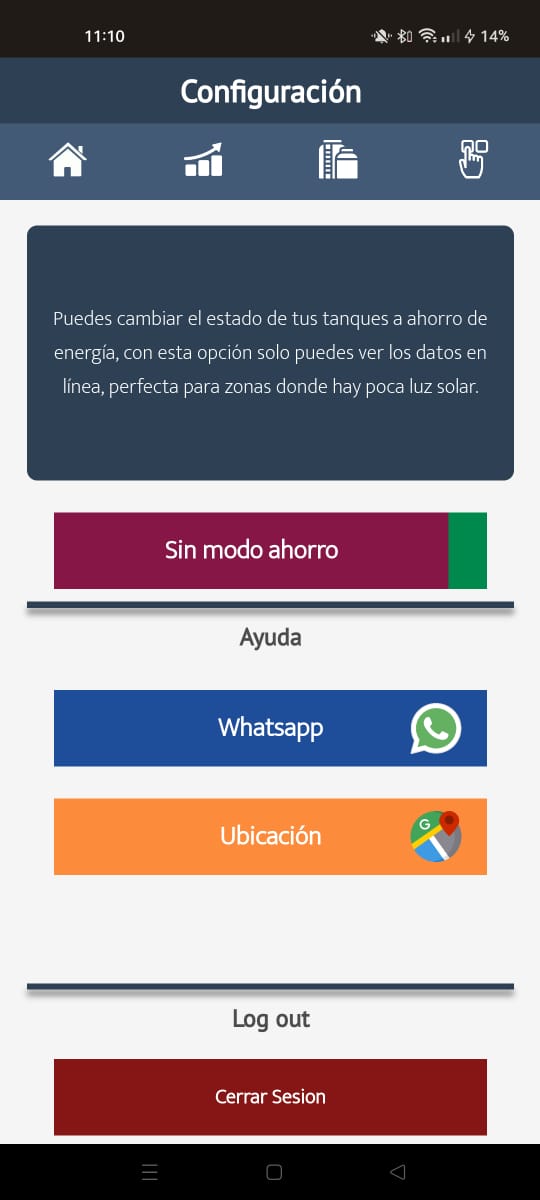 11:10
14%
Configuración
Puedes cambiar el estado de tus tanques a ahorro de
energía, con esta opción solo puedes ver los datos en
línea, perfecta para zonas donde hay poca luz solar.
Sin modo ahorro
Ayuda
Whatsapp
Ubicación
G
Log out
Cerrar Sesion